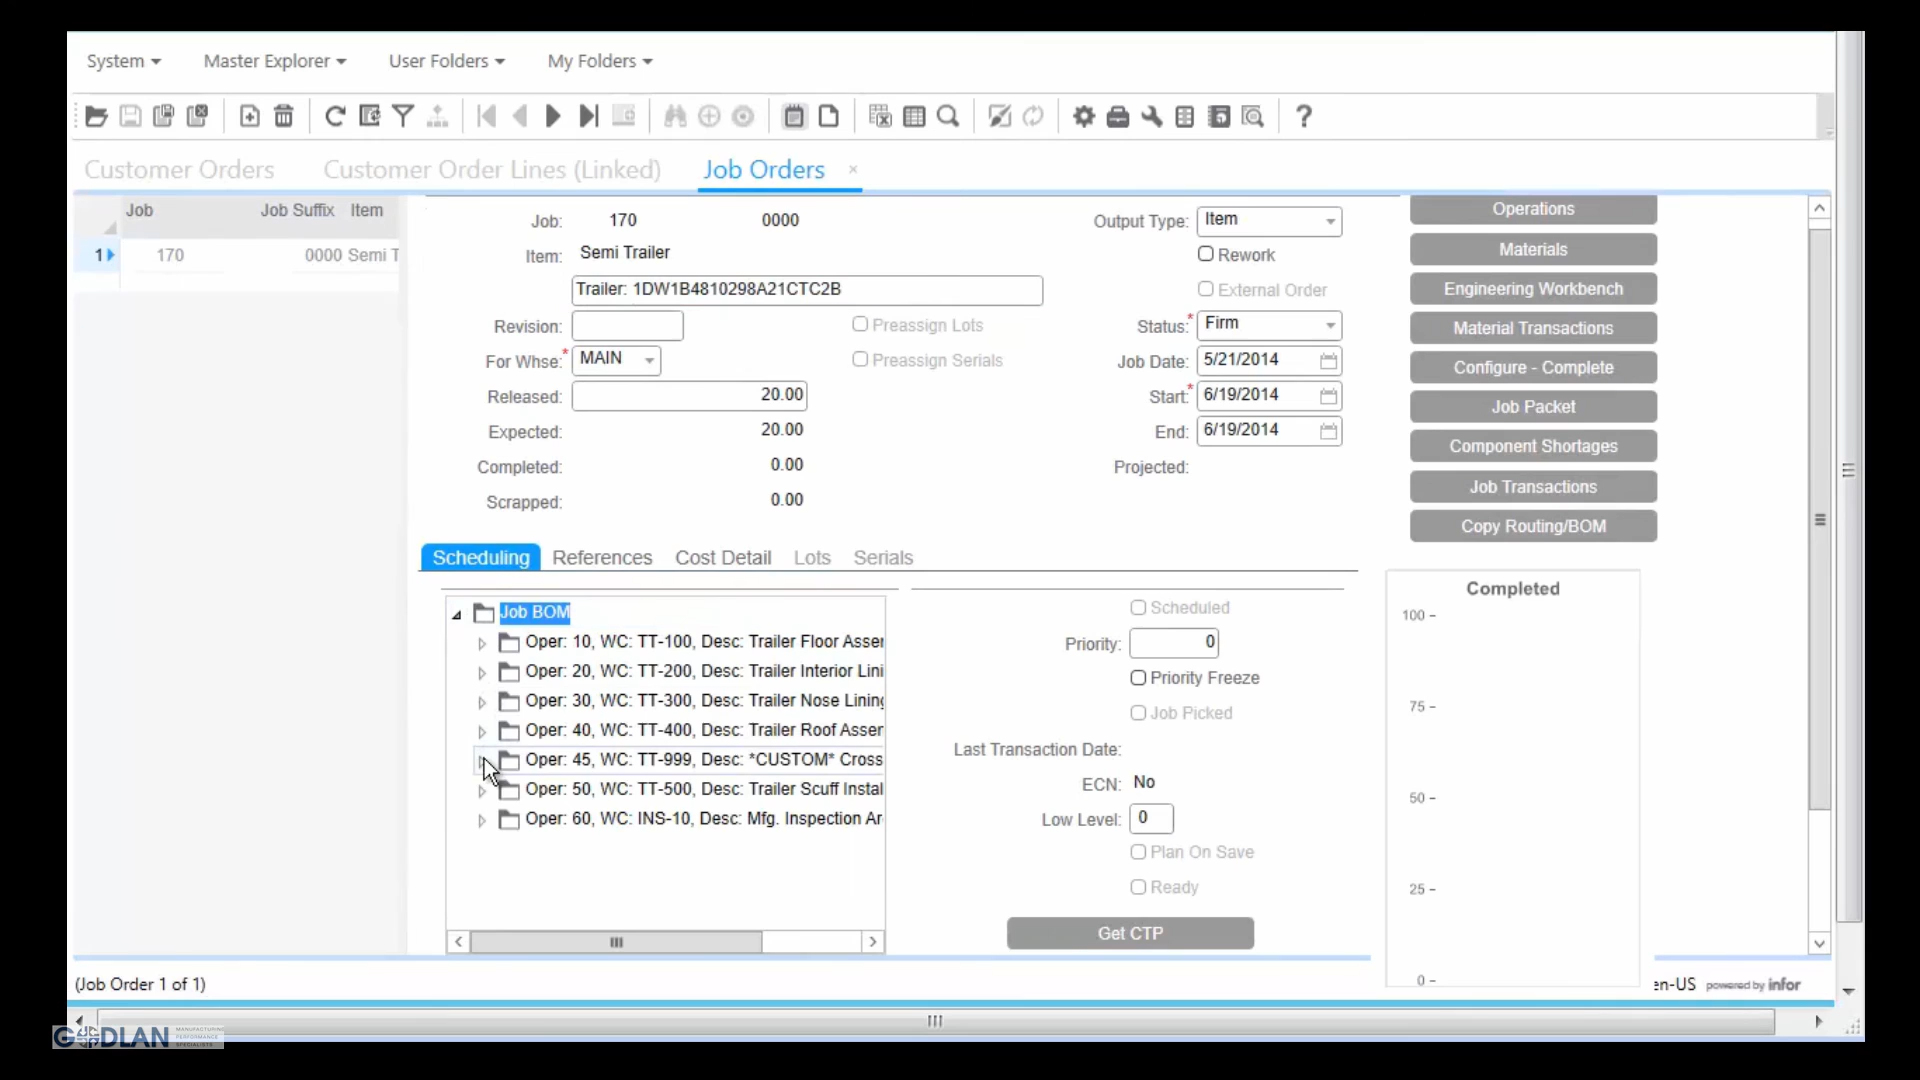 System Master Explorer User Folders My Folders
Customer Orders Customer Order Lines (Linked) Job Orders ×
Job Job Suffix Item
1 170 0000 Semi T
Job: 170 0000
Item: Semi Trailer
Trailer: 1DW1B4810298A21CTC2B
Revision:
For Whse:* MAIN
Released: 20.00
Expected: 20.00
Completed: 0.00
Scrapped: 0.00
Preassign Lots
Preassign Serials
Output Type: Item
Rework
External Order
Status:* Firm
Job Date: 5/21/2014
Start:* 6/19/2014
End: 6/19/2014
Projected:
Operations
Materials
Engineering Workbench
Material Transactions
Configure - Complete
Job Packet
Component Shortages
Job Transactions
Copy Routing/BOM
Scheduling References Cost Detail Lots Serials
Job BOM
Oper: 10, WC: TT-100, Desc: Trailer Floor Asser
Oper: 20, WC: TT-200, Desc: Trailer Interior Lini
Oper: 30, WC: TT-300, Desc: Trailer Nose Lining
Oper: 40, WC: TT-400, Desc: Trailer Roof Asser
Oper: 45, WC: TT-999, Desc: *CUSTOM* Cross
Oper: 50, WC: TT-500, Desc: Trailer Scuff Instal
Oper: 60, WC: INS-10, Desc: Mfg. Inspection Ar
Scheduled
Priority: 0
Priority Freeze
Job Picked
Last Transaction Date:
ECN: No
Low Level: 0
Plan On Save
Ready
Get CTP
Completed
100
75
50
25
0
(Job Order 1 of 1)
en-US powered by infor
GODLAN MANUFACTURING
PERFORMANCE
SPECIALISTS